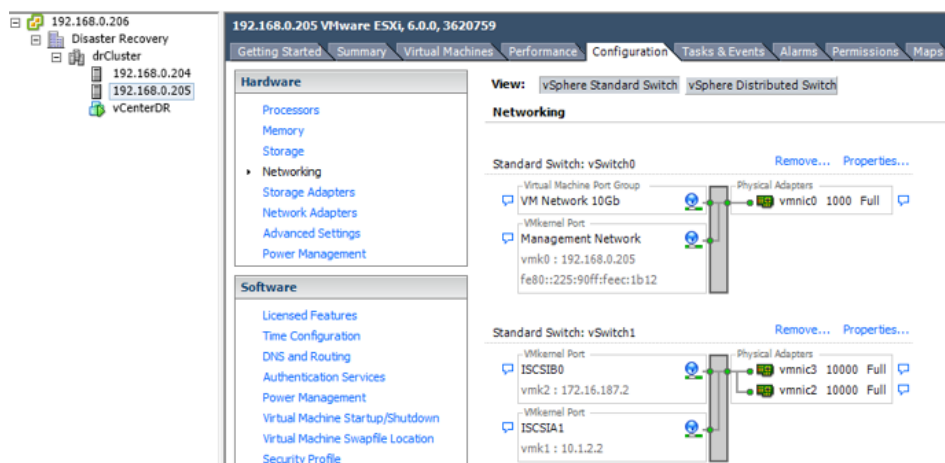 192.168.0.206
Disaster Recovery
drCluster
192.168.0.204
192.168.0.205
vCenterDR
192.168.0.205 VMware ESXi, 6.0.0, 3620759
Getting Started Summary Virtual Machines Performance Configuration Tasks & Events Alarms Permissions Maps
Hardware
Processors
Memory
Storage
Networking
Storage Adapters
Network Adapters
Advanced Settings
Power Management
Software
Licensed Features
Time Configuration
DNS and Routing
Authentication Services
Power Management
Virtual Machine Startup/Shutdown
Virtual Machine Swapfile Location
Security Profile
View: vSphere Standard Switch vSphere Distributed Switch
Networking
Standard Switch: vSwitch0 Remove... Properties...
Virtual Machine Port Group
VM Network 10Gb
VMkernel Port
Management Network
vmk0 : 192.168.0.205
fe80::225:90ff:feec:1b12
Physical Adapters
vmnic0 1000 Full
Standard Switch: vSwitch1 Remove... Properties...
VMkernel Port
ISCSIB0
vmk2 : 172.16.187.2
VMkernel Port
ISCSIA1
vmk1 : 10.1.2.2
Physical Adapters
vmnic3 10000 Full
vmnic2 10000 Full